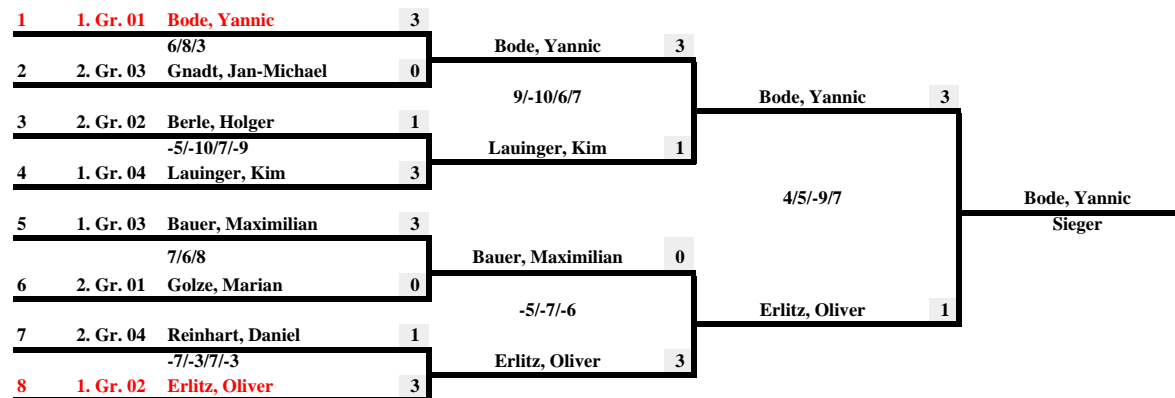 1 1. Gr. 01 Bode, Yannic 3
6/8/3 Bode, Yannic 3
2 2. Gr. 03 Gnadt, Jan-Michael 0
9/-10/6/7 Bode, Yannic 3
3 2. Gr. 02 Berle, Holger 1
-5/-10/7/-9 Lauinger, Kim 1
4 1. Gr. 04 Lauinger, Kim 3
4/5/-9/7 Bode, Yannic
5 1. Gr. 03 Bauer, Maximilian 3
Sieger
7/6/8 Bauer, Maximilian 0
6 2. Gr. 01 Golze, Marian 0
-5/-7/-6 Erlitz, Oliver 1
7 2. Gr. 04 Reinhart, Daniel 1
-7/-3/7/-3 Erlitz, Oliver 3
8 1. Gr. 02 Erlitz, Oliver 3